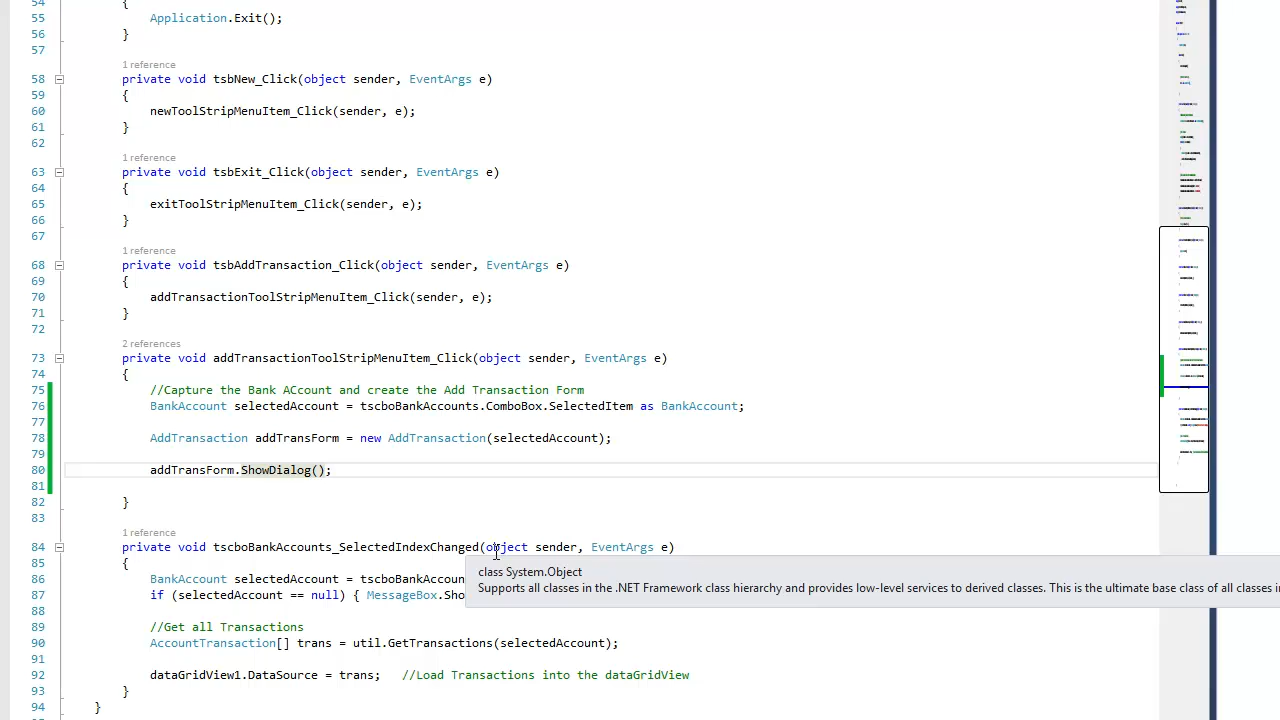 54 {
55 Application.Exit();
56 }
57
1 reference
58 private void tsbNew_Click(object sender, EventArgs e)
59 {
60 newToolStripMenuItem_Click(sender, e);
61 }
62
1 reference
63 private void tsbExit_Click(object sender, EventArgs e)
64 {
65 exitToolStripMenuItem_Click(sender, e);
66 }
67
1 reference
68 private void tsbAddTransaction_Click(object sender, EventArgs e)
69 {
70 addTransactionToolStripMenuItem_Click(sender, e);
71 }
72
2 references
73 private void addTransactionToolStripMenuItem_Click(object sender, EventArgs e)
74 {
75 //Capture the Bank ACcount and create the Add Transaction Form
76 BankAccount selectedAccount = tscboBankAccounts.ComboBox.SelectedItem as BankAccount;
77
78 AddTransaction addTransForm = new AddTransaction(selectedAccount);
79
80 addTransForm.ShowDialog();
81
82 }
83
1 reference
84 private void tscboBankAccounts_SelectedIndexChanged(object sender, EventArgs e)
85 {
class System.Object
86 BankAccount selectedAccount = tscboBankAccoun
Supports all classes in the .NET Framework class hierarchy and provides low-level services to derived classes. This is the ultimate base class of all classes i
87 if (selectedAccount == null) { MessageBox.Sho
88
89 //Get all Transactions
90 AccountTransaction[] trans = util.GetTransactions(selectedAccount);
91
92 dataGridView1.DataSource = trans; //Load Transactions into the dataGridView
93 }
94 }